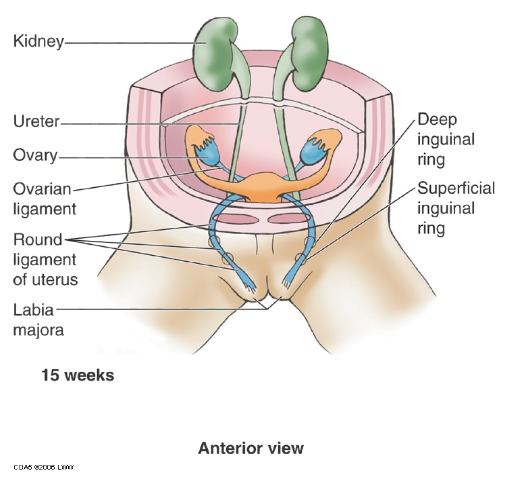 Kidney
Ureter
Ovary
Ovarian
ligament
Round
ligament
of uterus
Labia
majora
Deep
inguinal
ring
Superficial
inguinal
ring
15 weeks
Anterior view